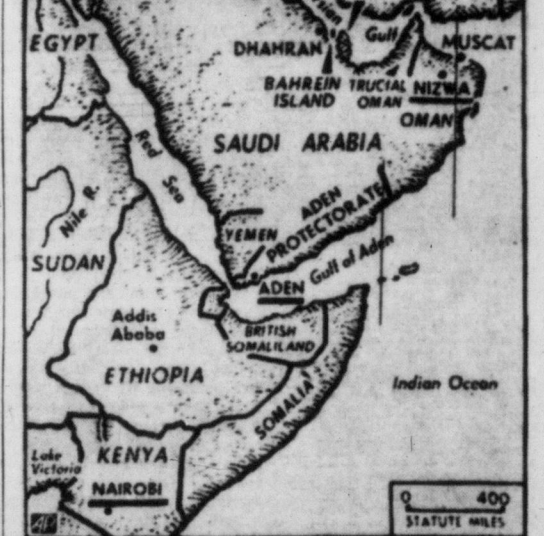 EGYPT
Gulf
MUSCAT
DHAHRAN
BAHREIN
ISLAND
TRUCIAL
OMAN
NIZWA
OMAN
SAUDI ARABIA
Red
Sea
Nile R.
ADEN
PROTECTORATE
YEMEN
Gulf of Aden
SUDAN
ADEN
Addis
Ababa
BRITISH
SOMALILAND
ETHIOPIA
Indian Ocean
SOMALIA
Lake
Victoria
KENYA
NAIROBI
0 400
STATUTE MILES
AP